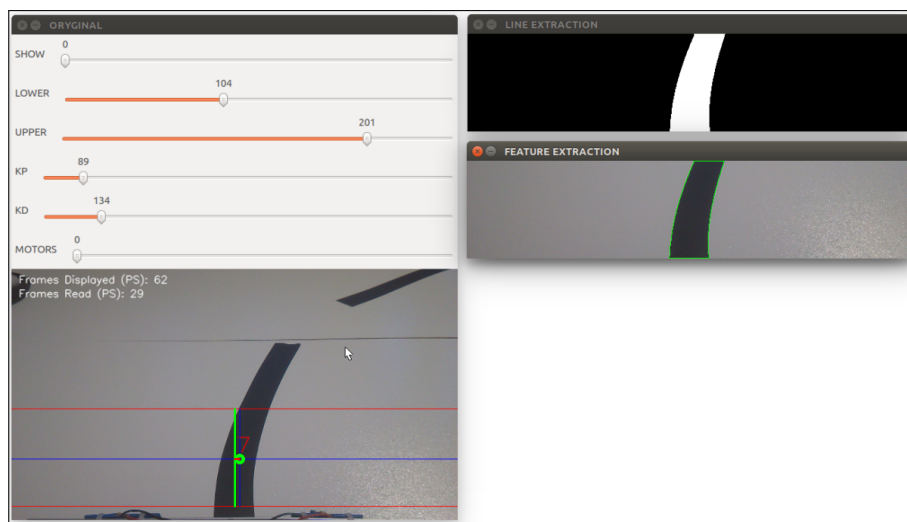 ORYGINAL
SHOW 0
LOWER 104
UPPER 201
KP 89
KD 134
MOTORS 0
Frames Displayed (PS): 62
Frames Read (PS): 29
7
LINE EXTRACTION
FEATURE EXTRACTION